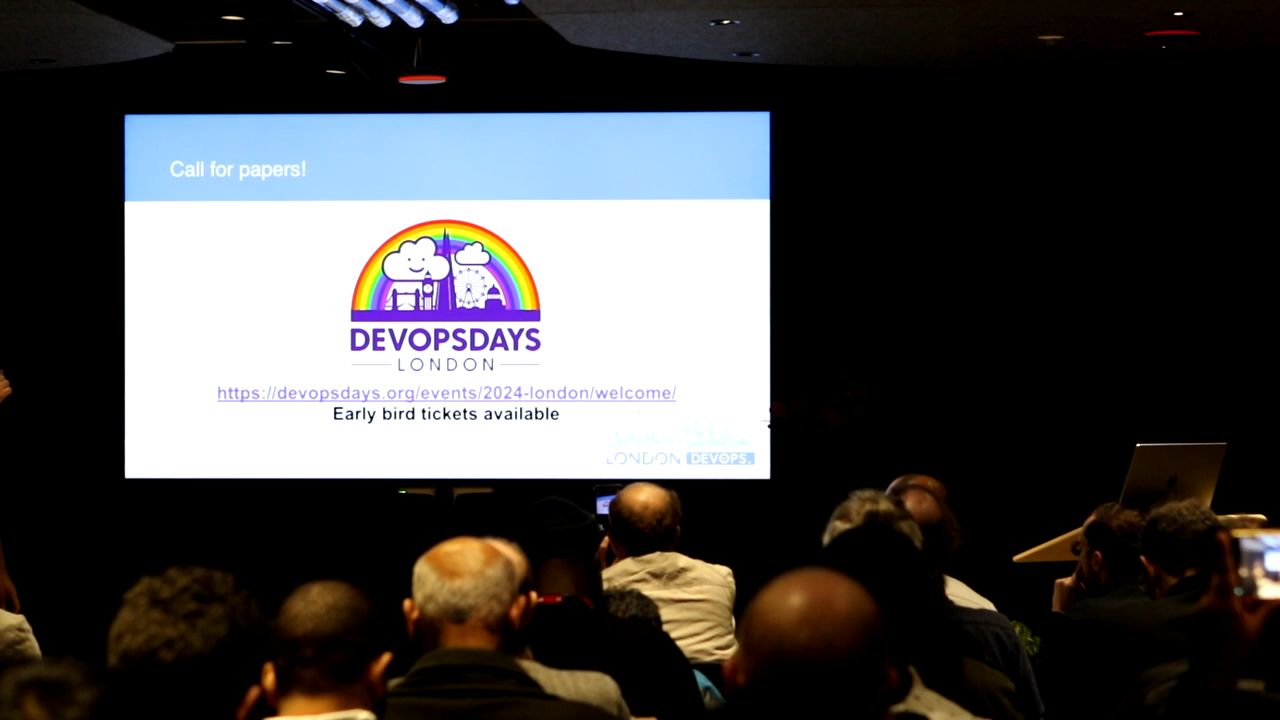 Call for papers!
DEVOPSDAYS
LONDON
https://devopsdays.org/events/2024-london/welcome/
Early bird tickets available
LONDON DEVOPS.